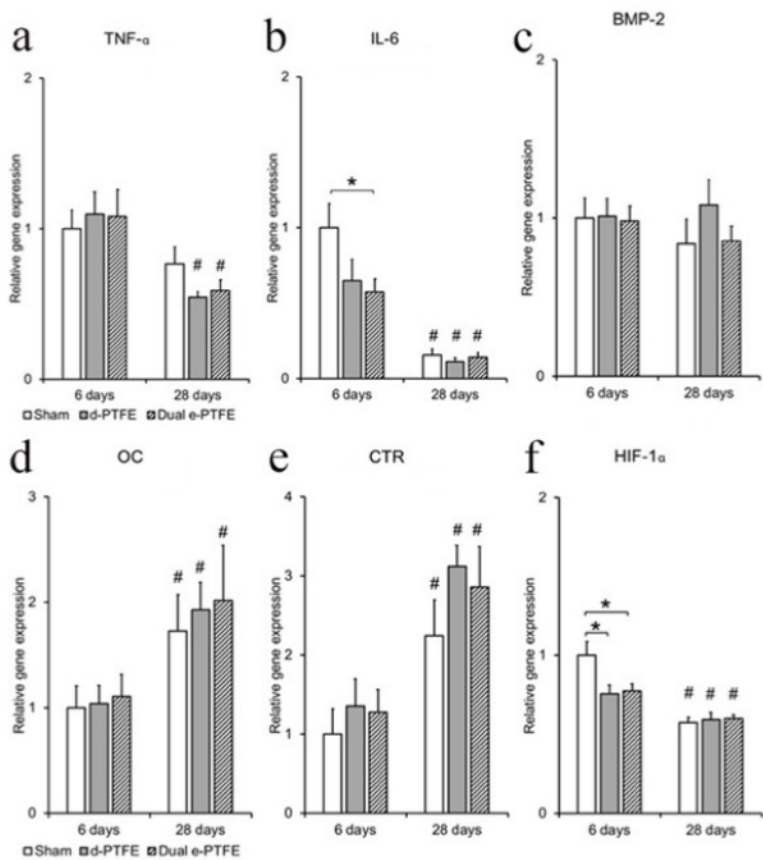 a
TNF-α
Relative gene expression
2
1
0
#
#
6 days
28 days
Sham
d-PTFE
Dual e-PTFE
b
IL-6
Relative gene expression
2
1
0
*
#
#
#
6 days
28 days
c
BMP-2
Relative gene expression
2
1
0
6 days
28 days
d
OC
Relative gene expression
3
2
1
0
#
#
#
6 days
28 days
Sham
d-PTFE
Dual e-PTFE
e
CTR
Relative gene expression
4
3
2
1
0
#
#
#
6 days
28 days
f
HIF-1α
Relative gene expression
2
1
0
*
*
#
#
#
6 days
28 days